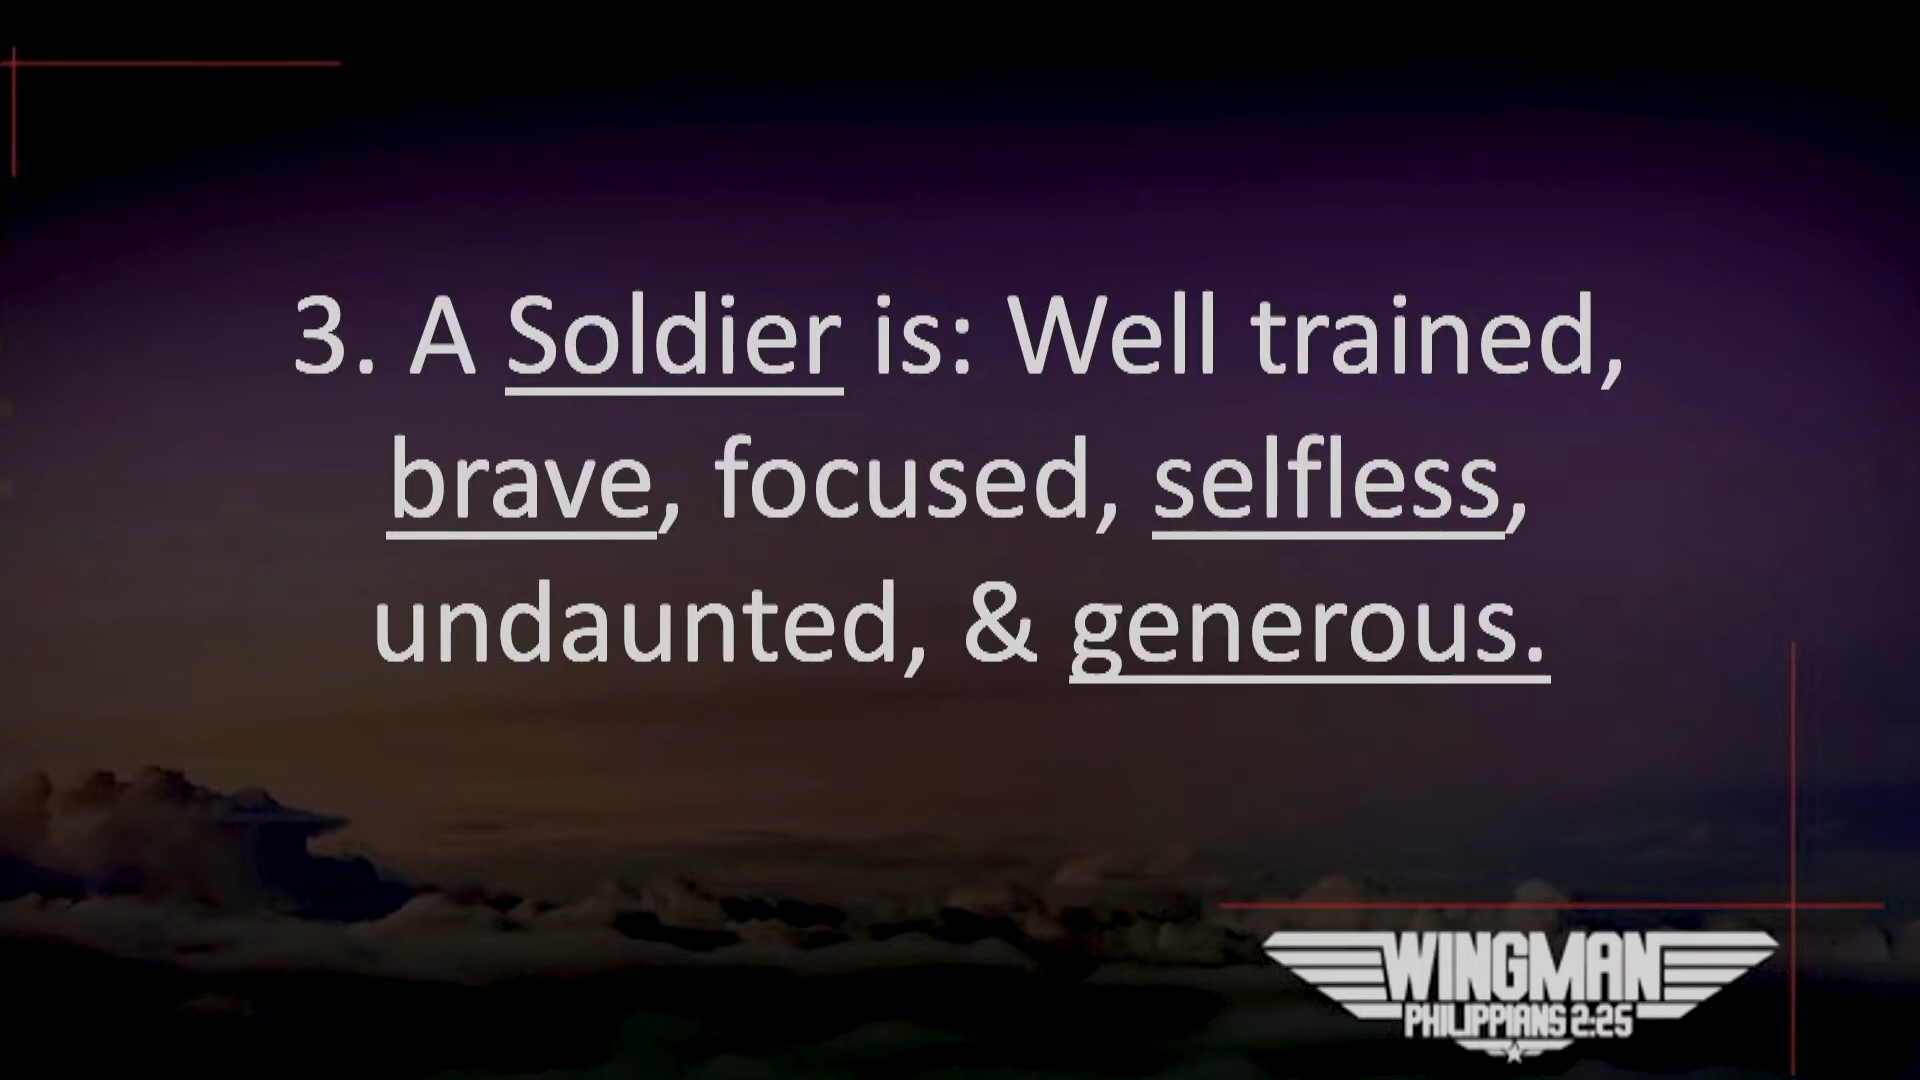 3. A Soldier is: Well trained,
brave, focused, selfless,
undaunted, & generous.
WINGMAN
PHILIPPIANS 2:25